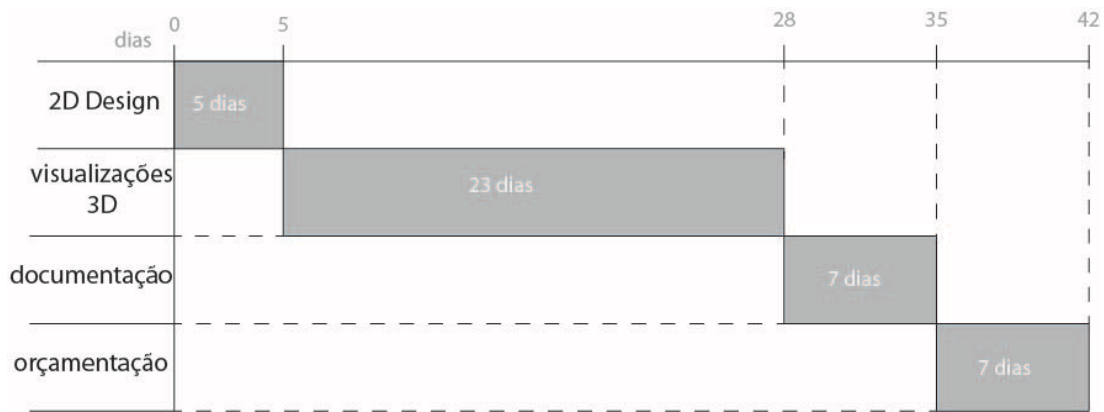 0 5 28 35 42
dias
2D Design 5 dias
visualizações
3D
23 dias
documentação 7 dias
orçamentação 7 dias